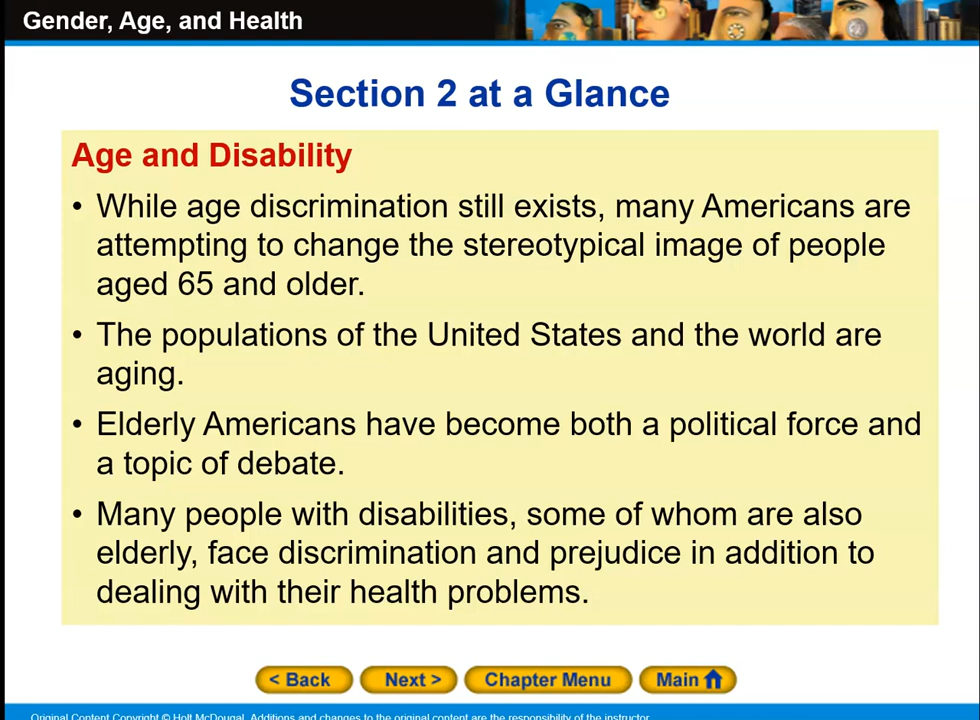 Gender, Age, and Health
Section 2 at a Glance
Age and Disability
• While age discrimination still exists, many Americans are
attempting to change the stereotypical image of people
aged 65 and older.
• The populations of the United States and the world are
aging.
• Elderly Americans have become both a political force and
a topic of debate.
• Many people with disabilities, some of whom are also
elderly, face discrimination and prejudice in addition to
dealing with their health problems.
< Back
Next >
Chapter Menu
Main
Original Content Copyright © Holt McDougal. Additions and changes to the original content are the responsibility of the instructor.